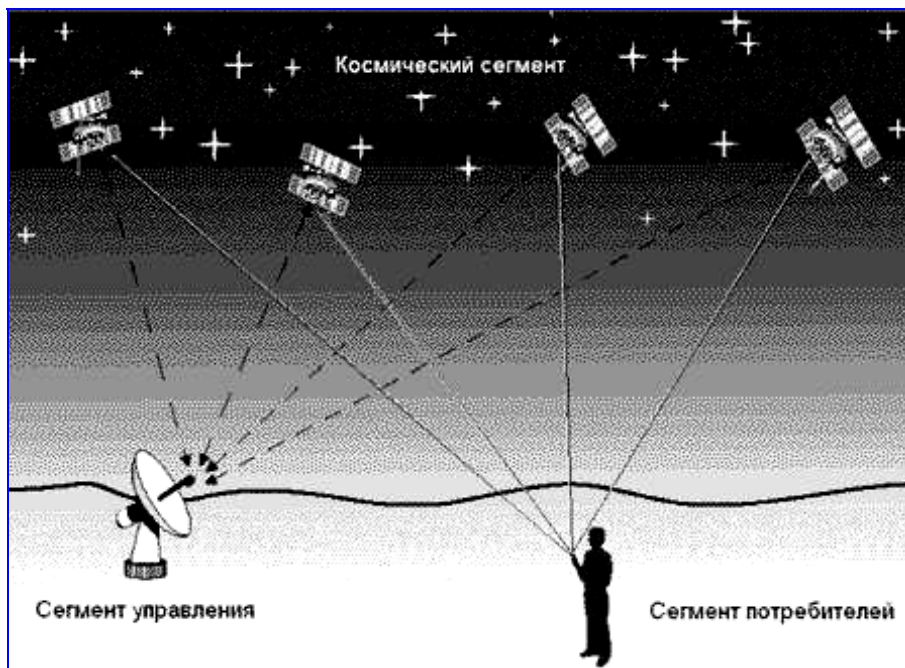 Космический сегмент
Сегмент управления
Сегмент потребителей